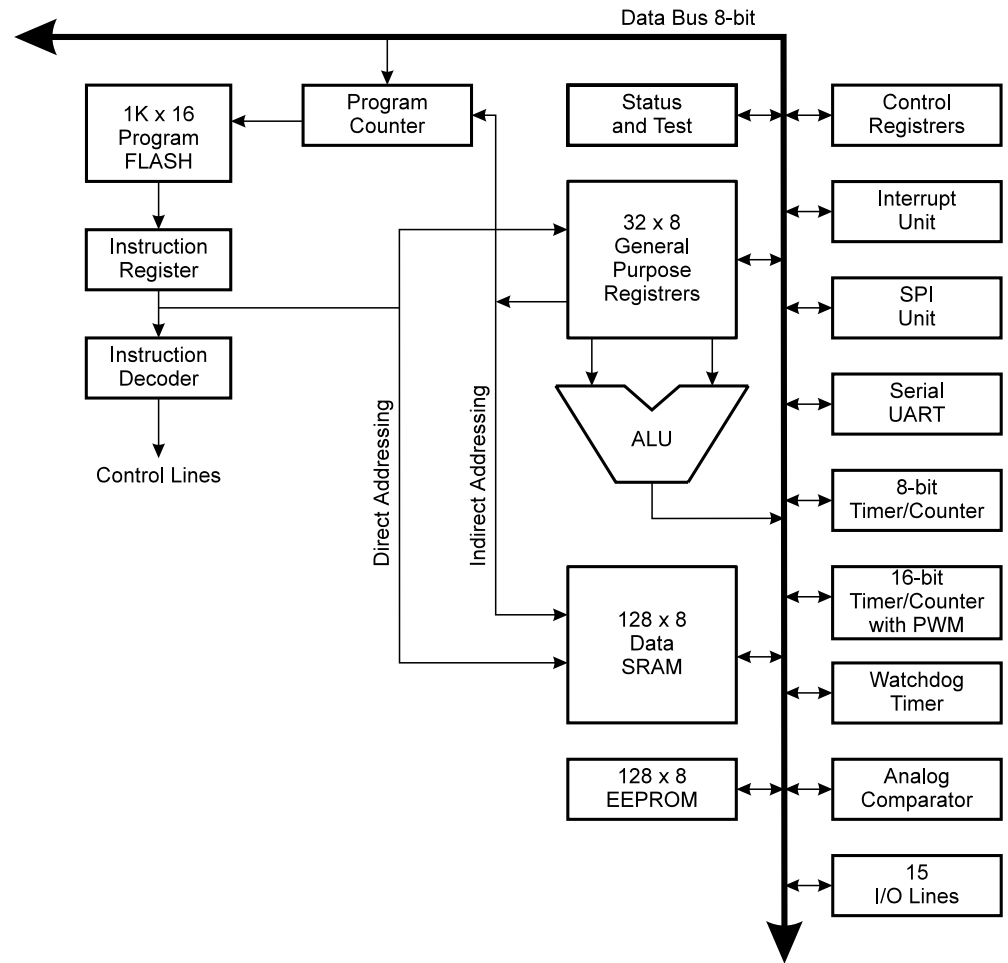 Data Bus 8-bit
1K x 16
Program
FLASH
Program
Counter
Status
and Test
Control
Registrers
Instruction
Register
32 x 8
General
Purpose
Registrers
Interrupt
Unit
SPI
Unit
Instruction
Decoder
Control Lines
Direct Addressing
Indirect Addressing
ALU
Serial
UART
8-bit
Timer/Counter
128 x 8
Data
SRAM
16-bit
Timer/Counter
with PWM
Watchdog
Timer
128 x 8
EEPROM
Analog
Comparator
15
I/O Lines